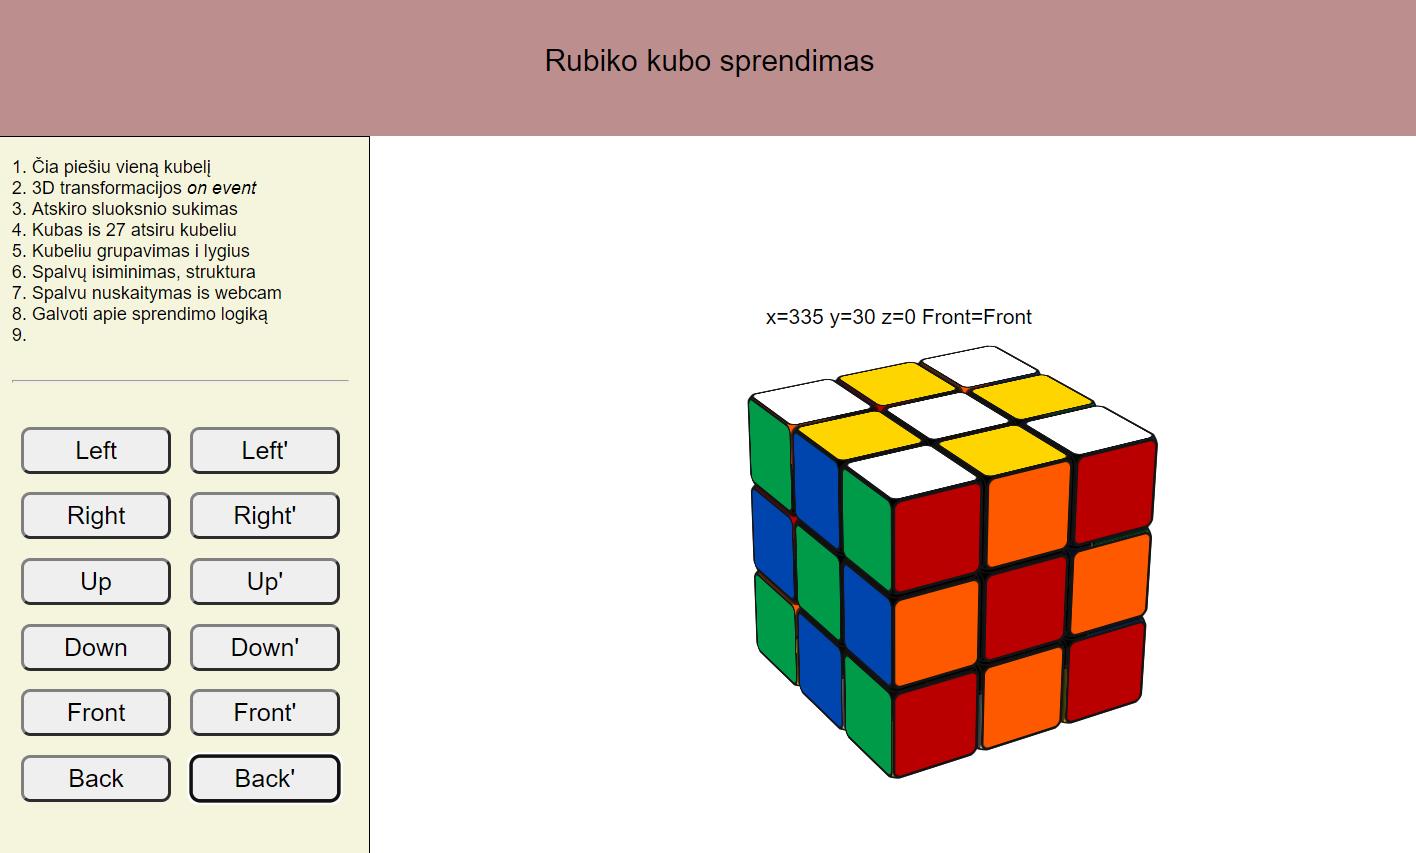 Rubiko kubo sprendimas
1. Čia piešiu vieną kubelį
2. 3D transformacijos on event
3. Atskiro sluoksnio sukimas
4. Kubas is 27 atsiru kubeliu
5. Kubeliu grupavimas i lygius
6. Spalvų isiminimas, struktura
7. Spalvu nuskaitymas is webcam
8. Galvoti apie sprendimo logiką
9.
x=335 y=30 z=0 Front=Front
Left Left'
Right Right'
Up Up'
Down Down'
Front Front'
Back Back'